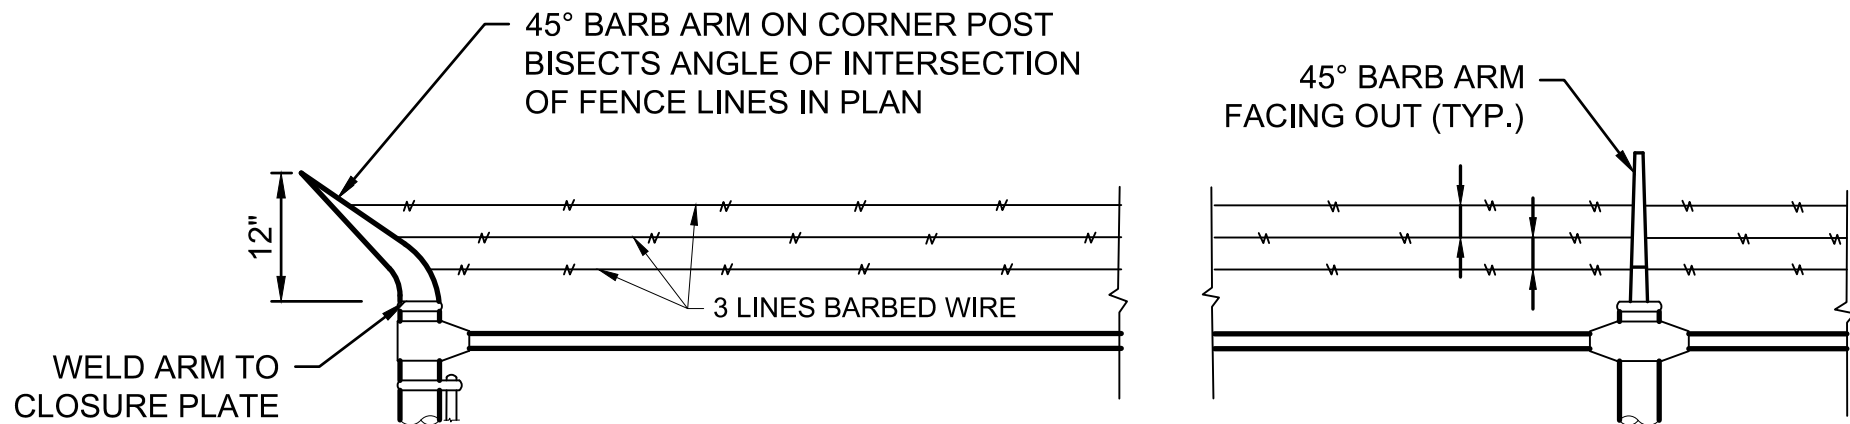 45° BARB ARM ON CORNER POST
BISECTS ANGLE OF INTERSECTION
OF FENCE LINES IN PLAN
45° BARB ARM
FACING OUT (TYP.)
12"
3 LINES BARBED WIRE
WELD ARM TO
CLOSURE PLATE